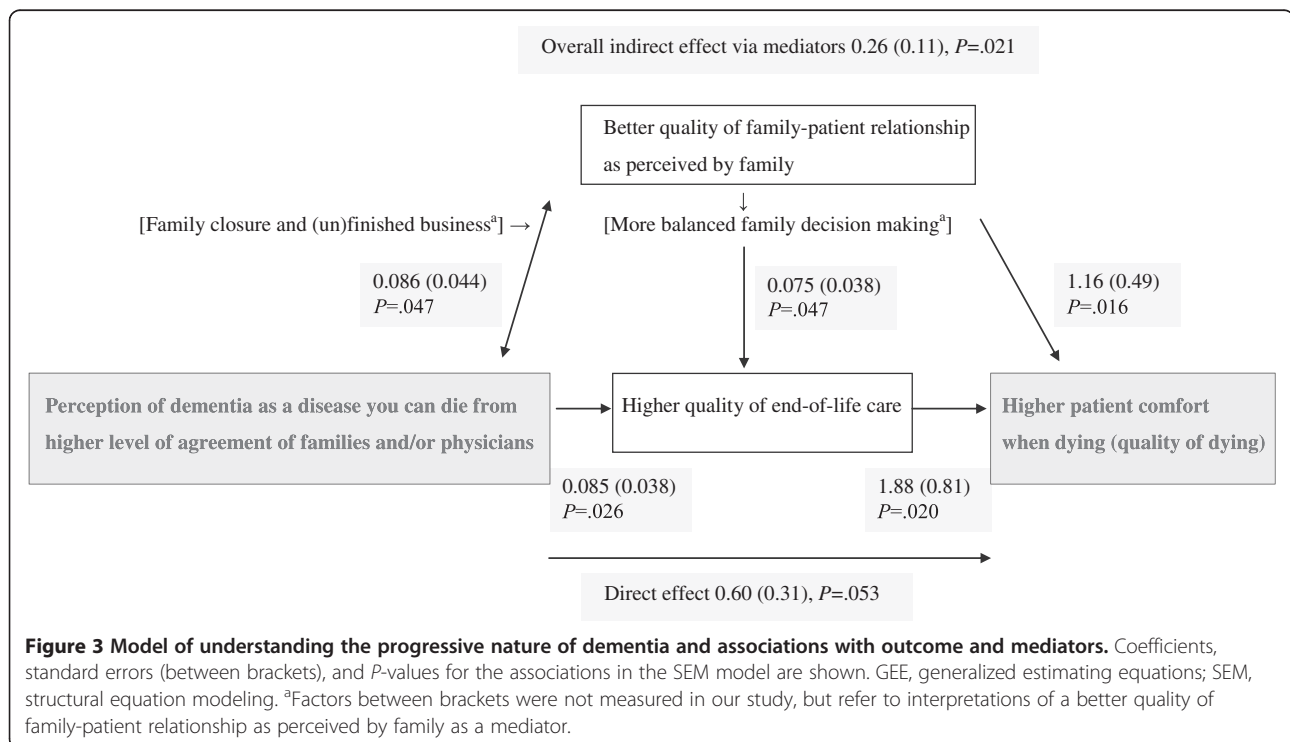 Overall indirect effect via mediators 0.26 (0.11), P=.021
Better quality of family-patient relationship
as perceived by family
↓
[Family closure and (un)finished businessᵃ] →
[More balanced family decision makingᵃ]
0.086 (0.044)
P=.047
0.075 (0.038)
P=.047
1.16 (0.49)
P=.016
Perception of dementia as a disease you can die from
higher level of agreement of families and/or physicians
Higher quality of end-of-life care
Higher patient comfort
when dying (quality of dying)
0.085 (0.038)
P=.026
1.88 (0.81)
P=.020
Direct effect 0.60 (0.31), P=.053
Figure 3 Model of understanding the progressive nature of dementia and associations with outcome and mediators. Coefficients,
standard errors (between brackets), and P-values for the associations in the SEM model are shown. GEE, generalized estimating equations; SEM,
structural equation modeling. ᵃFactors between brackets were not measured in our study, but refer to interpretations of a better quality of
family-patient relationship as perceived by family as a mediator.